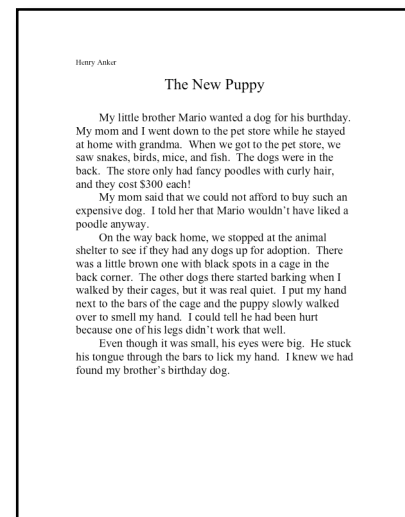 Henry Anker
The New Puppy
My little brother Mario wanted a dog for his burthday.
My mom and I went down to the pet store while he stayed
at home with grandma. When we got to the pet store, we
saw snakes, birds, mice, and fish. The dogs were in the
back. The store only had fancy poodles with curly hair,
and they cost $300 each!
My mom said that we could not afford to buy such an
expensive dog. I told her that Mario wouldn't have liked a
poodle anyway.
On the way back home, we stopped at the animal
shelter to see if they had any dogs up for adoption. There
was a little brown one with black spots in a cage in the
back corner. The other dogs there started barking when I
walked by their cages, but it was real quiet. I put my hand
next to the bars of the cage and the puppy slowly walked
over to smell my hand. I could tell he had been hurt
because one of his legs didn't work that well.
Even though it was small, his eyes were big. He stuck
his tongue through the bars to lick my hand. I knew we had
found my brother's birthday dog.